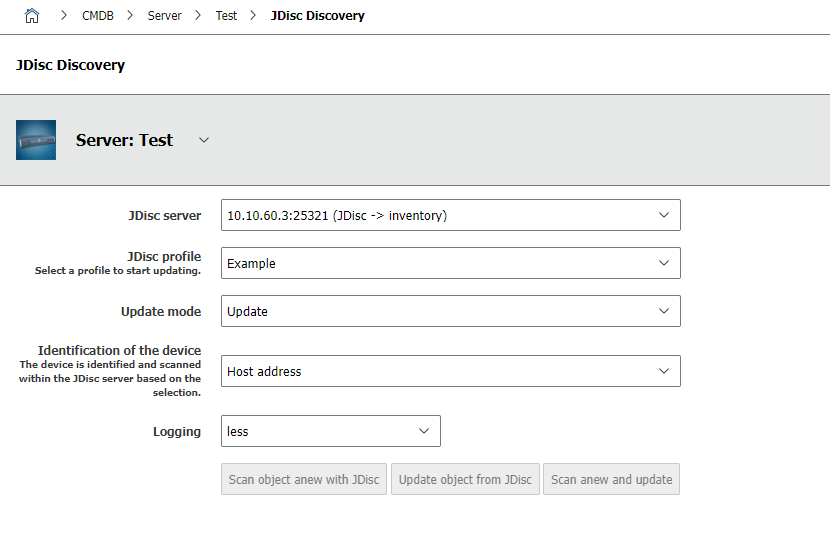 CMDB > Server > Test > JDisc Discovery
JDisc Discovery
Server: Test
JDisc server
10.10.60.3:25321 (JDisc -> inventory)
JDisc profile
Select a profile to start updating.
Example
Update mode
Update
Identification of the device
The device is identified and scanned
within the JDisc server based on the
selection.
Host address
Logging
less
Scan object anew with JDisc
Update object from JDisc
Scan anew and update